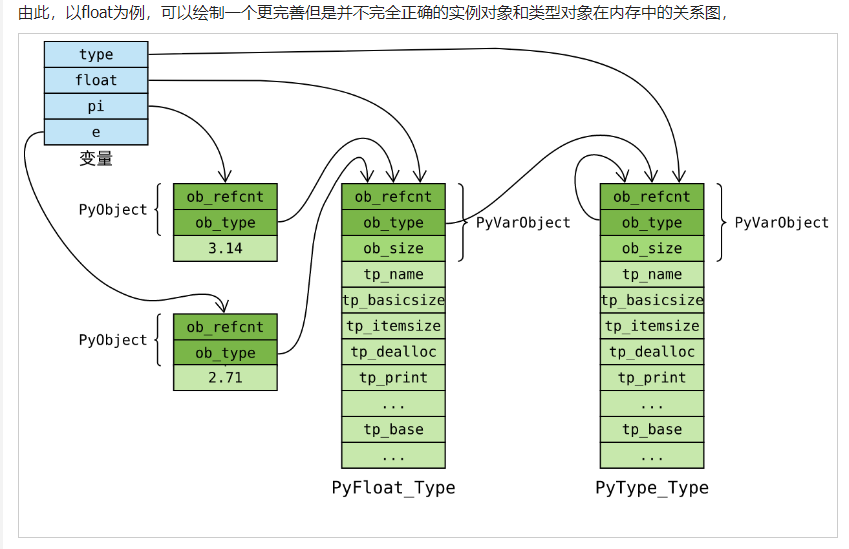 由此，以float为例，可以绘制一个更完善但是并不完全正确的实例对象和类型对象在内存中的关系图，
type
float
pi
e
变量
PyObject
ob_refcnt
ob_type
3.14
PyObject
ob_refcnt
ob_type
2.71
ob_refcnt
ob_type
ob_size
tp_name
tp_basicsize
tp_itemsize
tp_dealloc
tp_print
...
tp_base
...
PyVarObject
PyFloat_Type
ob_refcnt
ob_type
ob_size
tp_name
tp_basicsize
tp_itemsize
tp_dealloc
tp_print
...
tp_base
...
PyVarObject
PyType_Type